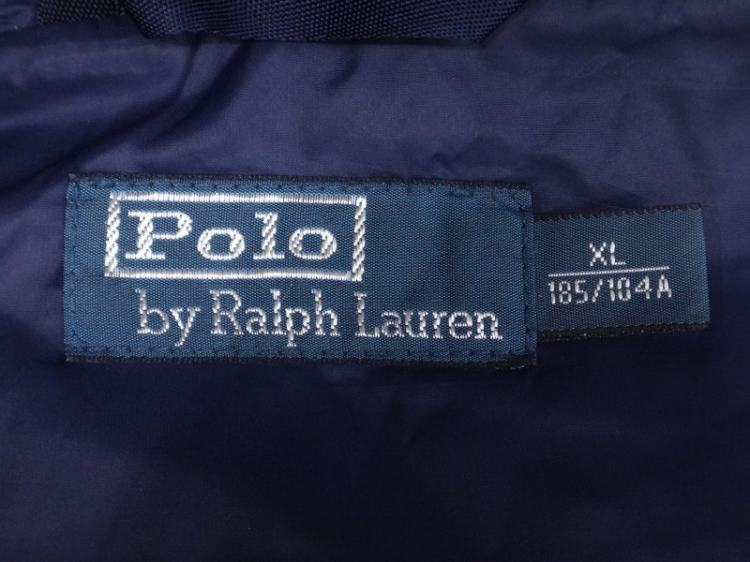 Polo
by Ralph Lauren
XL
185/104A